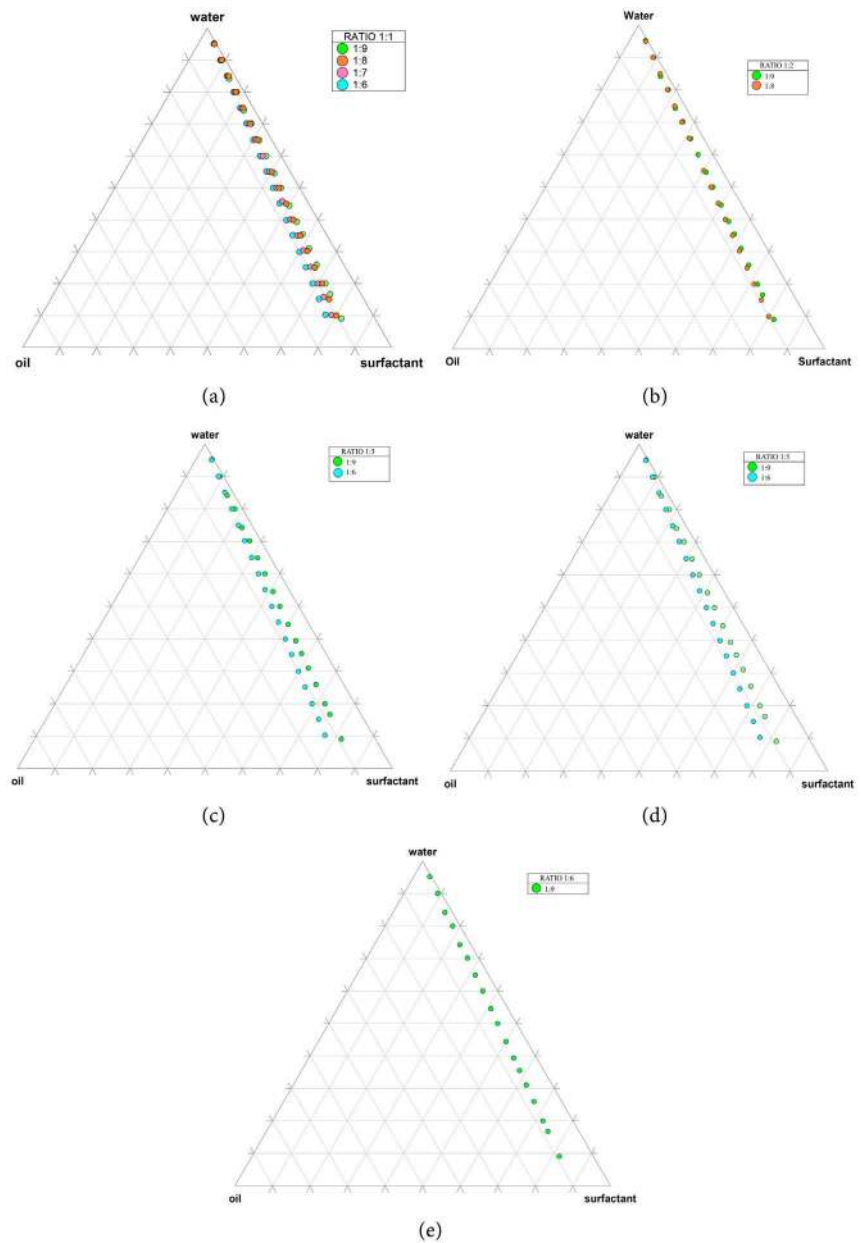 water
RATIO 1:1
1:9
1:8
1:7
1:6
oil
surfactant
(a)
Water
RATIO 1:2
1:9
1:8
Oil
Surfactant
(b)
water
RATIO 1:3
1:9
1:6
oil
surfactant
(c)
water
RATIO 1:5
1:9
1:6
oil
surfactant
(d)
water
RATIO 1:6
1:9
oil
surfactant
(e)